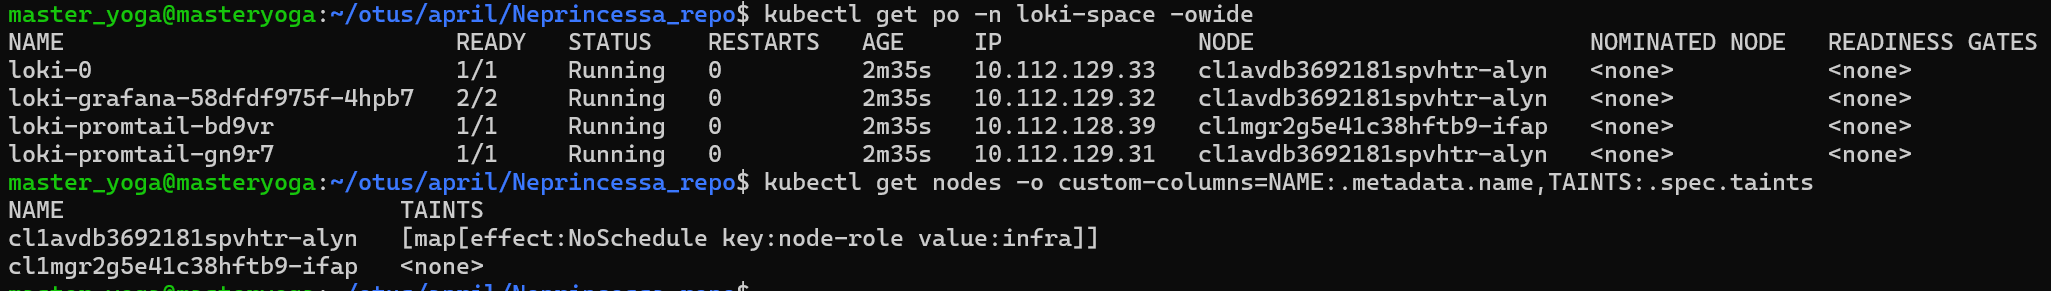 master_yoga@masteryoga:~/otus/april/Neprincessa_repo$ kubectl get po -n loki-space -owide
NAME READY STATUS RESTARTS AGE IP NODE NOMINATED NODE READINESS GATES
loki-0 1/1 Running 0 2m35s 10.112.129.33 cl1avdb3692181spvhtr-alyn <none> <none>
loki-grafana-58dfdf975f-4hpb7 2/2 Running 0 2m35s 10.112.129.32 cl1avdb3692181spvhtr-alyn <none> <none>
loki-promtail-bd9vr 1/1 Running 0 2m35s 10.112.128.39 cl1mgr2g5e41c38hftb9-ifap <none> <none>
loki-promtail-gn9r7 1/1 Running 0 2m35s 10.112.129.31 cl1avdb3692181spvhtr-alyn <none> <none>
master_yoga@masteryoga:~/otus/april/Neprincessa_repo$ kubectl get nodes -o custom-columns=NAME:.metadata.name,TAINTS:.spec.taints
NAME TAINTS
cl1avdb3692181spvhtr-alyn [map[effect:NoSchedule key:node-role value:infra]]
cl1mgr2g5e41c38hftb9-ifap <none>
master_yoga@masteryoga:~/otus/april/Neprincessa_repo$